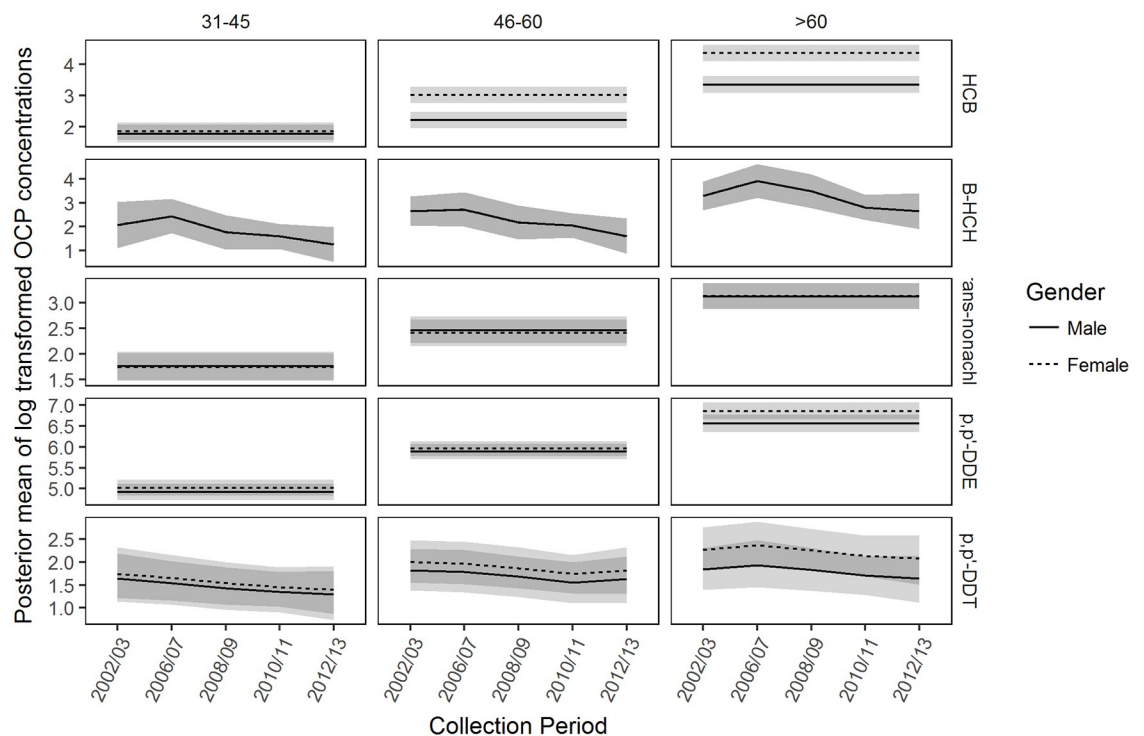 31-45 46-60 >60
Posterior mean of log transformed OCP concentrations
4
3
2
HCB
4
3
2
1
B-HCH
3.0
2.5
2.0
1.5
rans-nonachl
7.0
6.5
6.0
5.5
5.0
p,p'-DDE
2.5
2.0
1.5
1.0
p,p'-DDT
2002/03 2006/07 2008/09 2010/11 2012/13 2002/03 2006/07 2008/09 2010/11 2012/13 2002/03 2006/07 2008/09 2010/11 2012/13
Collection Period
Gender
Male
Female